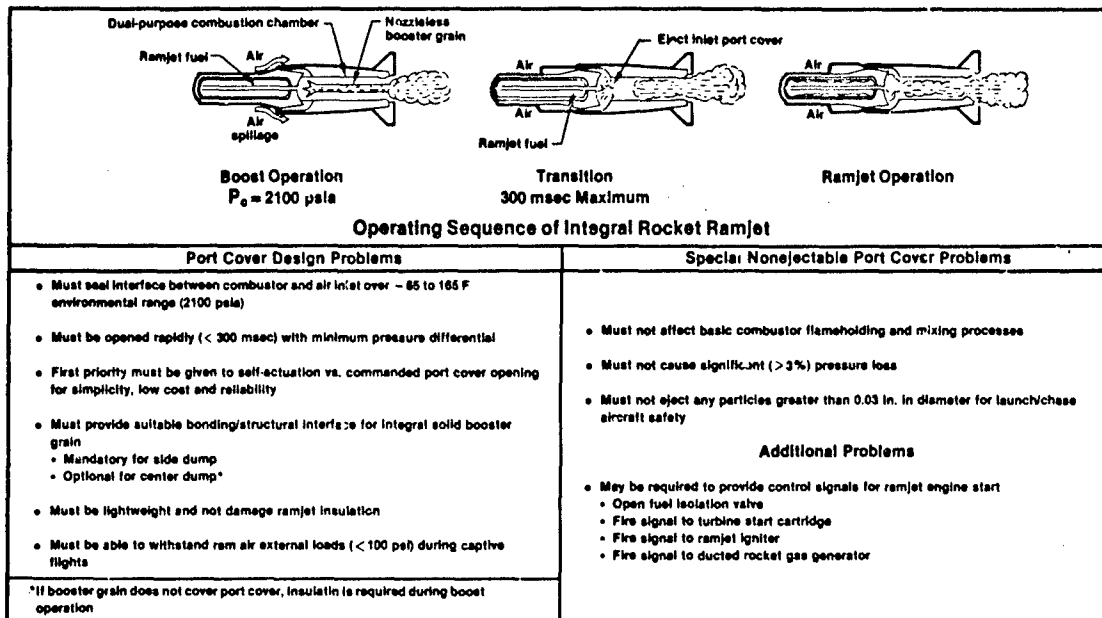 Dual-purpose combustion chamber
Nozzleless
booster grain
Ramjet fuel
Air
Air
spillage
Boost Operation
Pc = 2100 psia
Eject inlet port cover
Air
Air
Ramjet fuel
Transition
300 msec Maximum
Air
Air
Ramjet Operation
Operating Sequence of Integral Rocket Ramjet
Port Cover Design Problems
• Must seal interface between combustor and air inlet over – 65 to 165 F
environmental range (2100 psia)
• Must be opened rapidly (< 300 msec) with minimum pressure differential
• First priority must be given to self-actuation vs. commanded port cover opening
for simplicity, low cost and reliability
• Must provide suitable bonding/structural interface for integral solid booster
grain
• Mandatory for side dump
• Optional for center dump*
• Must be lightweight and not damage ramjet insulation
• Must be able to withstand ram air external loads (<100 psi) during captive
flights
*If booster grain does not cover port cover, insulatin is required during boost
operation
Special Nonejectable Port Cover Problems
• Must not affect basic combustor flameholding and mixing processes
• Must not cause significant (>3%) pressure loss
• Must not eject any particles greater than 0.03 in. in diameter for launch/chase
aircraft safety
Additional Problems
• May be required to provide control signals for ramjet engine start
• Open fuel isolation valve
• Fire signal to turbine start cartridge
• Fire signal to ramjet igniter
• Fire signal to ducted rocket gas generator